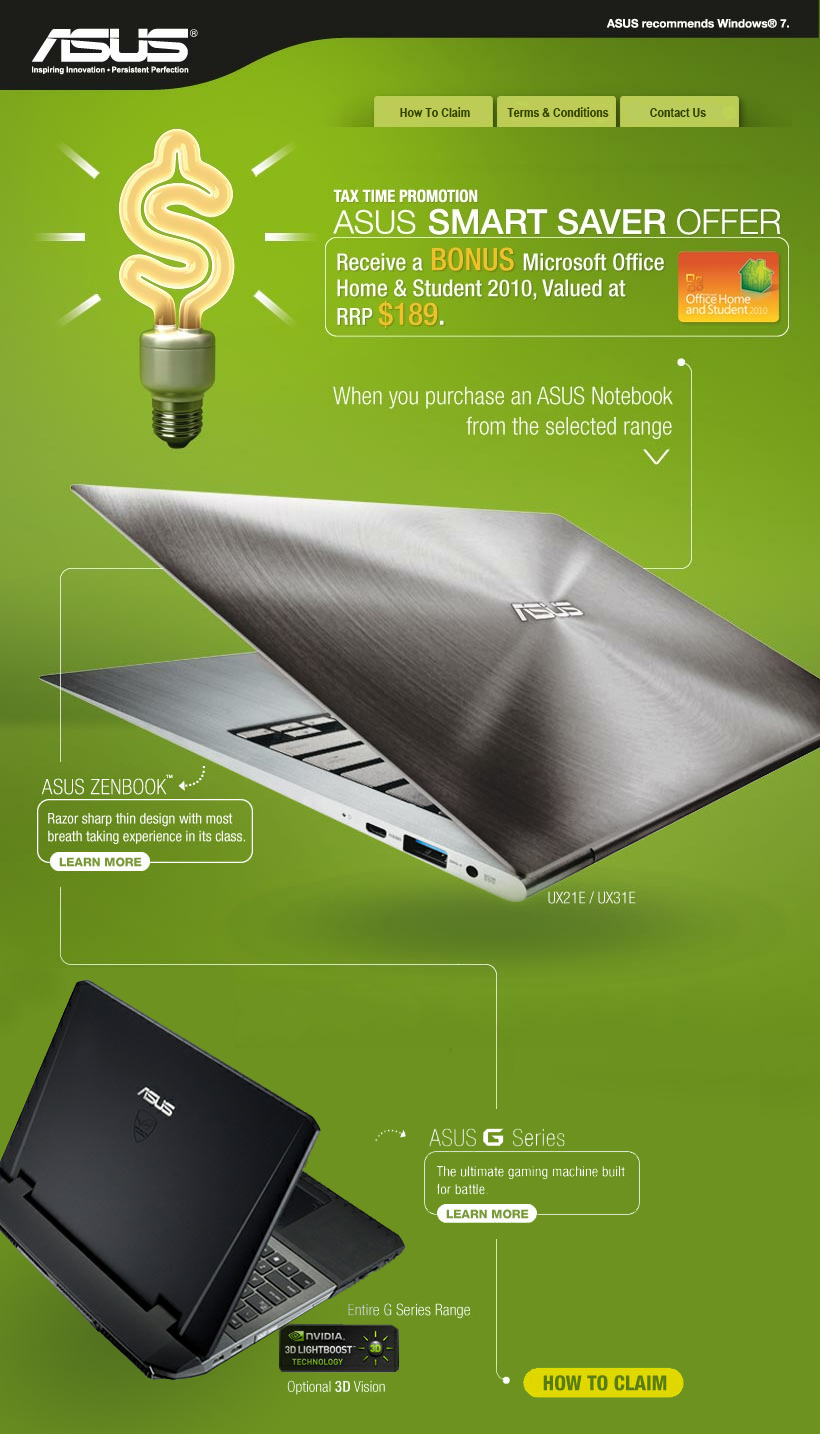 ASUS recommends Windows® 7.
ASUS®
Inspiring Innovation • Persistent Perfection
How To Claim
Terms & Conditions
Contact Us
TAX TIME PROMOTION
ASUS SMART SAVER OFFER
Receive a BONUS Microsoft Office
Home & Student 2010, Valued at
RRP $189.
Office Home
and Student 2010
When you purchase an ASUS Notebook
from the selected range
ASUS
ASUS ZENBOOK™
Razor sharp thin design with most
breath taking experience in its class.
LEARN MORE
UX21E / UX31E
ASUS
ASUS G Series
The ultimate gaming machine built
for battle.
LEARN MORE
Entire G Series Range
NVIDIA.
3D LIGHTBOOST™
TECHNOLOGY
3D
Optional 3D Vision
HOW TO CLAIM